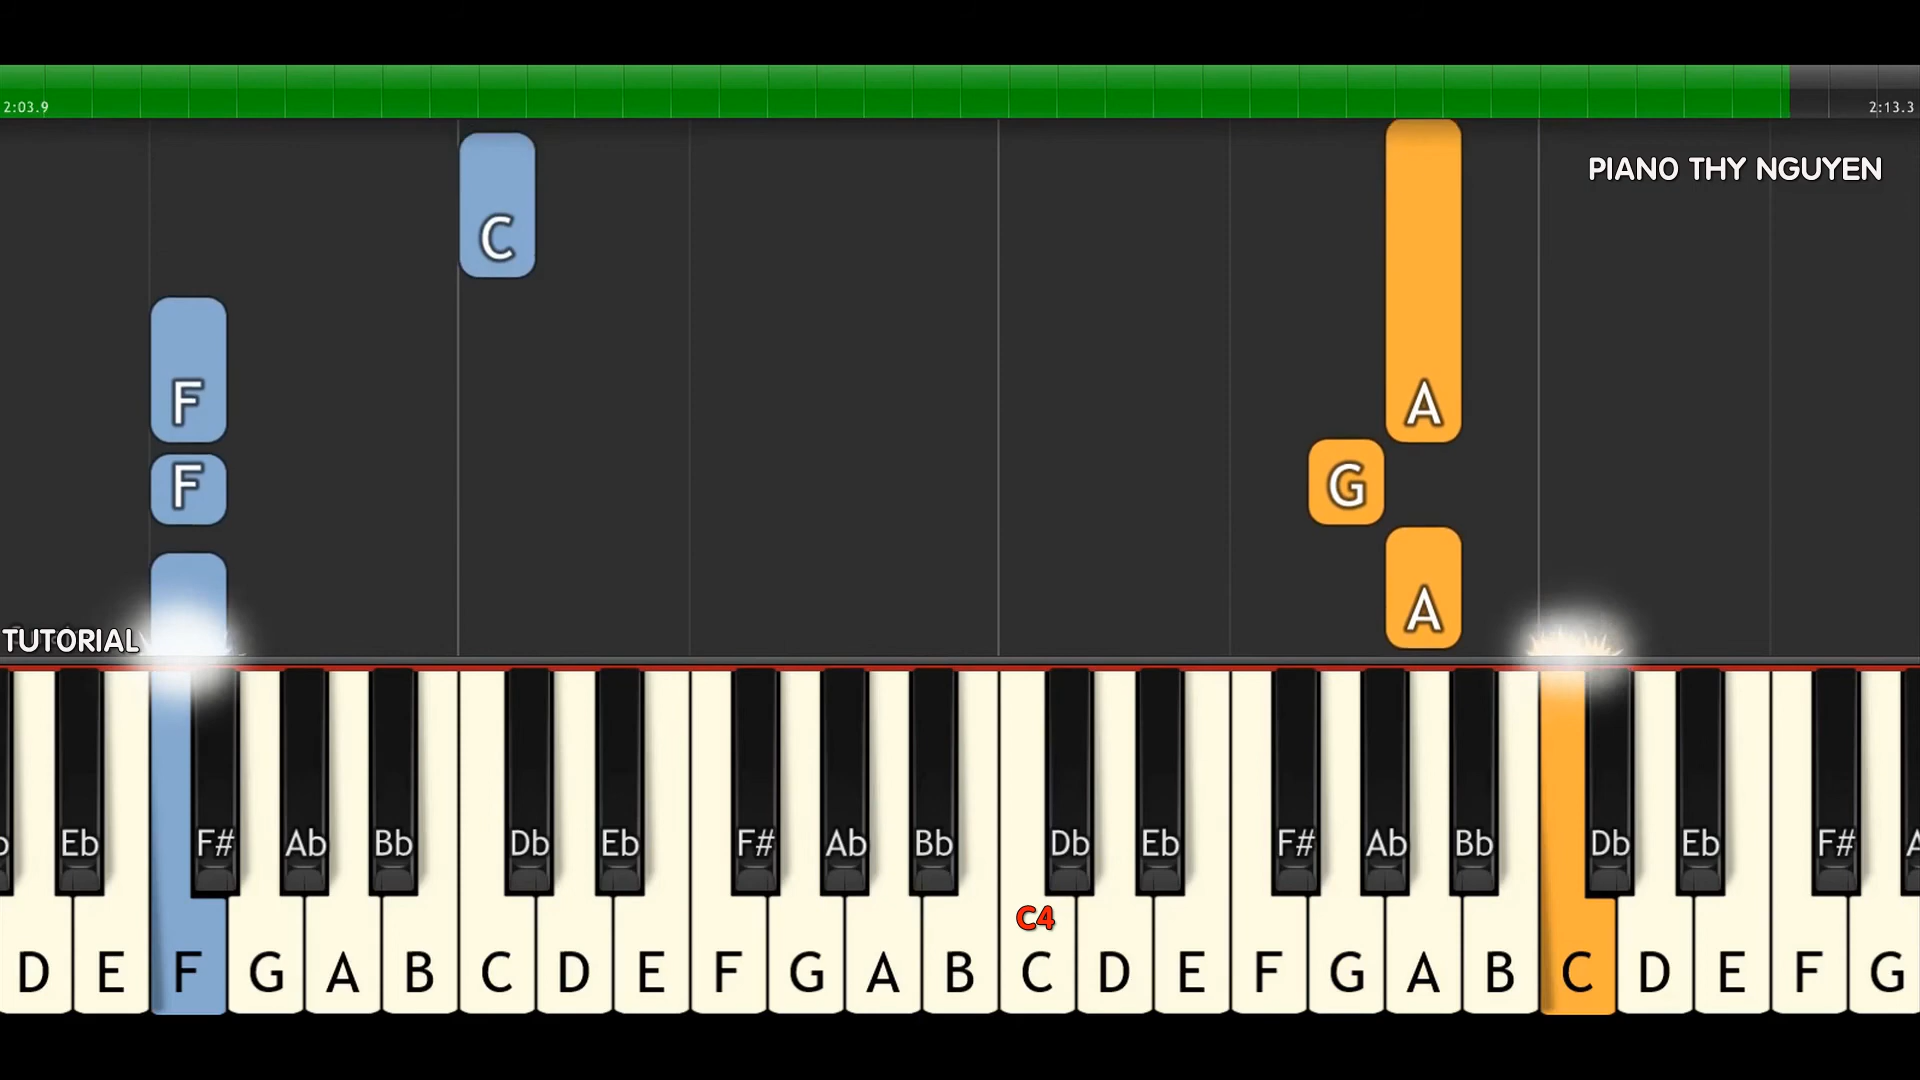 2:03.9 2:13.3
PIANO THY NGUYEN
C
F A
F G
A
TUTORIAL
Eb F# Ab Bb Db Eb F# Ab Bb Db Eb F# Ab Bb Db Eb F#
C4
D E F G A B C D E F G A B C D E F G A B C D E F G